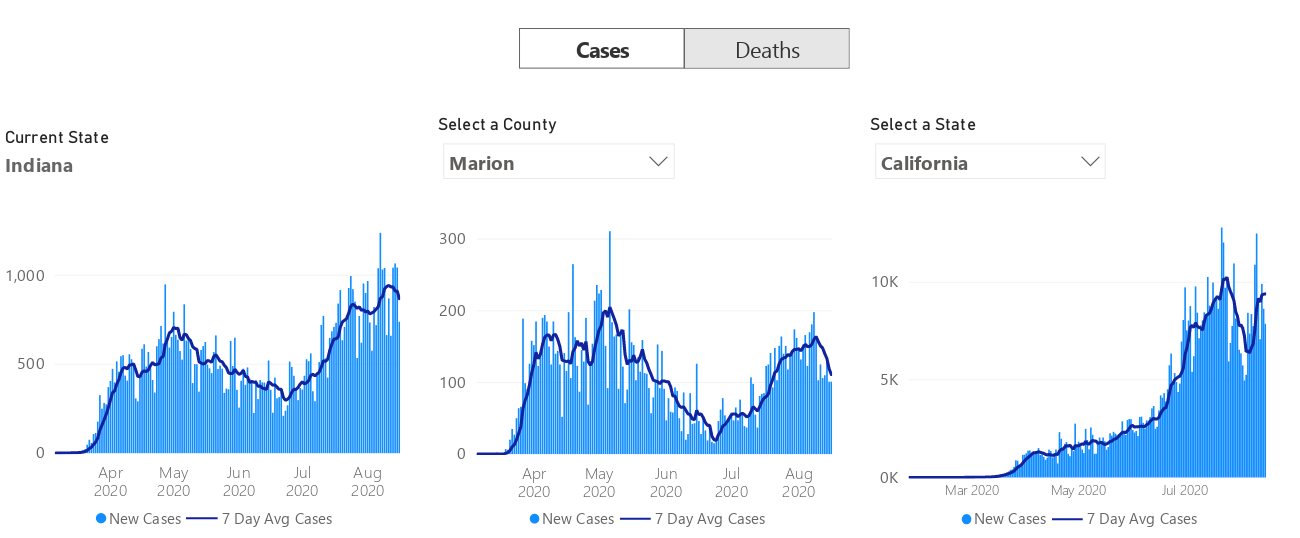 Cases Deaths
Current State
Indiana
Select a County
Marion
Select a State
California
1,000
500
0
Apr 2020 May 2020 Jun 2020 Jul 2020 Aug 2020
New Cases 7 Day Avg Cases
300
200
100
0
Apr 2020 May 2020 Jun 2020 Jul 2020 Aug 2020
New Cases 7 Day Avg Cases
10K
5K
0K
Mar 2020 May 2020 Jul 2020
New Cases 7 Day Avg Cases